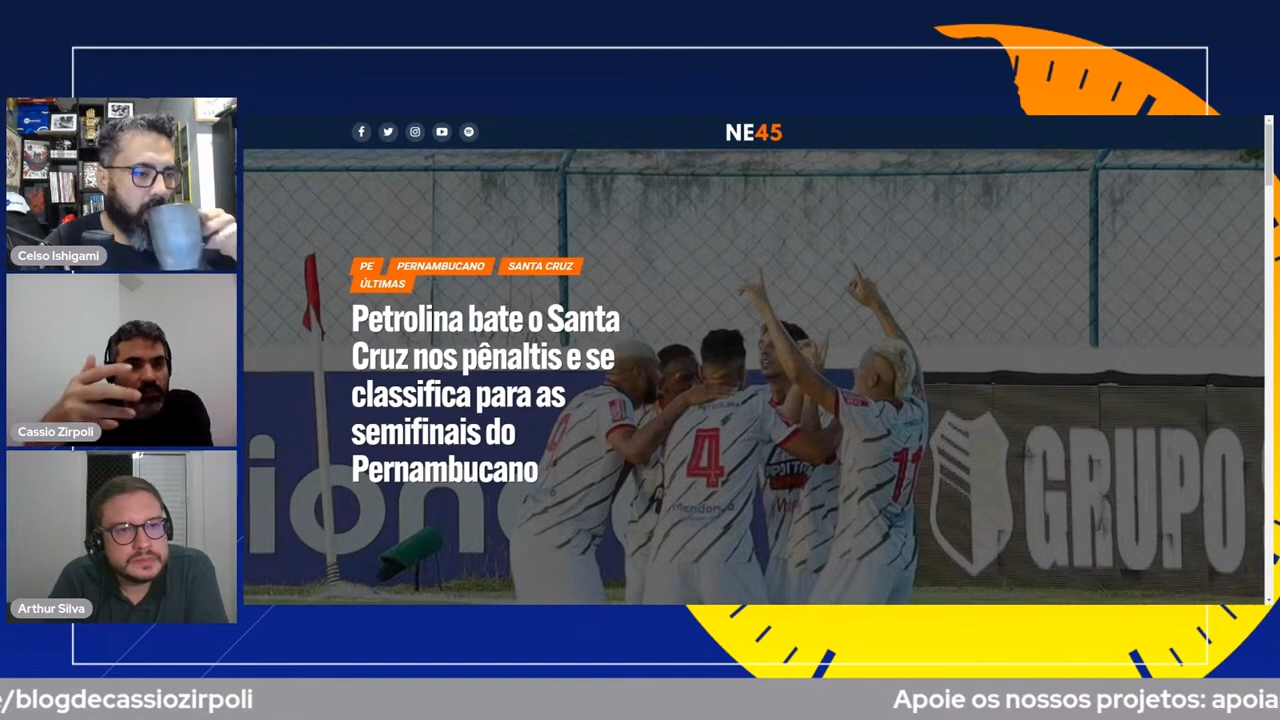 NE45
PE PERNAMBUCANO SANTA CRUZ
ÚLTIMAS
Petrolina bate o Santa
Cruz nos pênaltis e se
classifica para as
semifinais do
Pernambucano
4
11
GRUPO
Celso Ishigami
Cassio Zirpoli
Arthur Silva
e/blogdecassiozirpoli
Apoie os nossos projetos: apoia